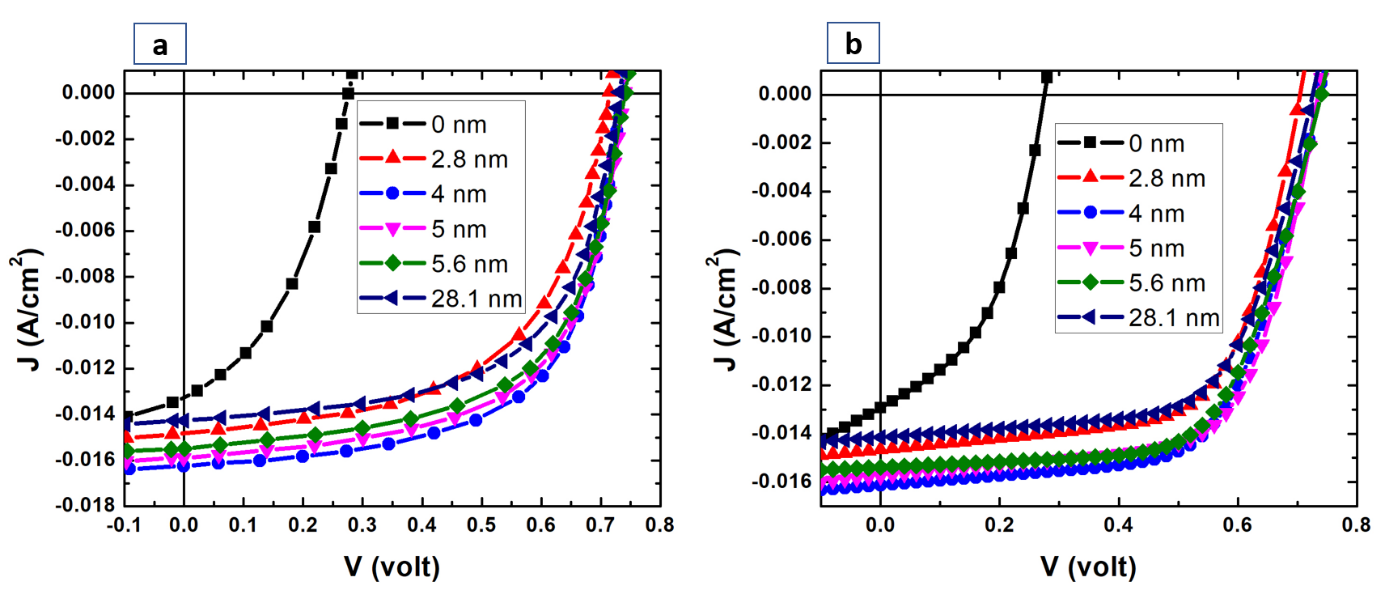 a
0.000
-0.002
-0.004
-0.006
-0.008
-0.010
-0.012
-0.014
-0.016
-0.018
J (A/cm²)
0 nm
2.8 nm
4 nm
5 nm
5.6 nm
28.1 nm
-0.1 0.0 0.1 0.2 0.3 0.4 0.5 0.6 0.7 0.8
V (volt)
b
0.000
-0.002
-0.004
-0.006
-0.008
-0.010
-0.012
-0.014
-0.016
J (A/cm²)
0 nm
2.8 nm
4 nm
5 nm
5.6 nm
28.1 nm
0.0 0.2 0.4 0.6 0.8
V (volt)